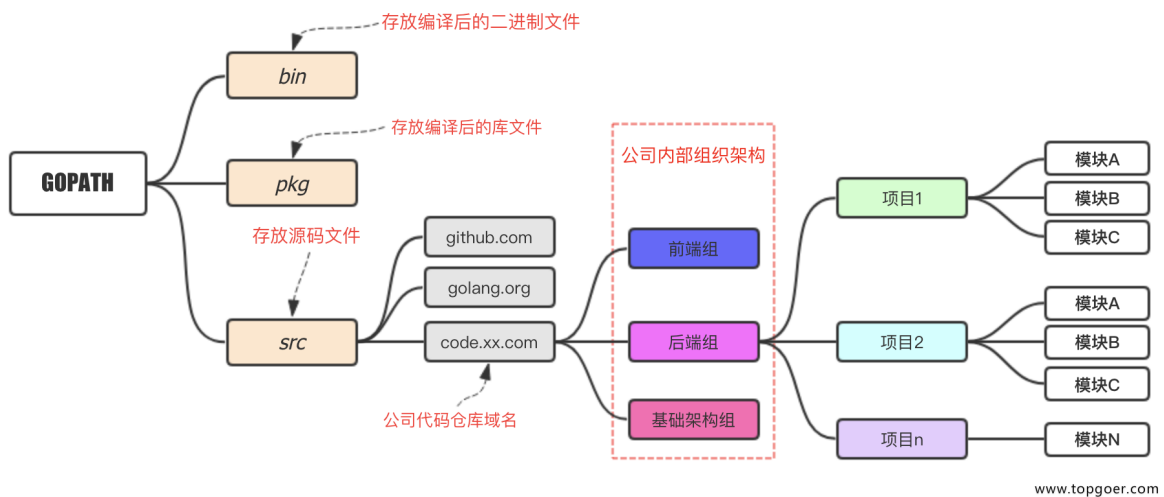 存放编译后的二进制文件
bin
存放编译后的库文件
GOPATH
pkg
存放源码文件
src
github.com
golang.org
code.xx.com
公司代码仓库域名
公司内部组织架构
前端组
后端组
基础架构组
项目1
模块A
模块B
模块C
项目2
模块A
模块B
模块C
项目n
模块N
www.topgoer.com